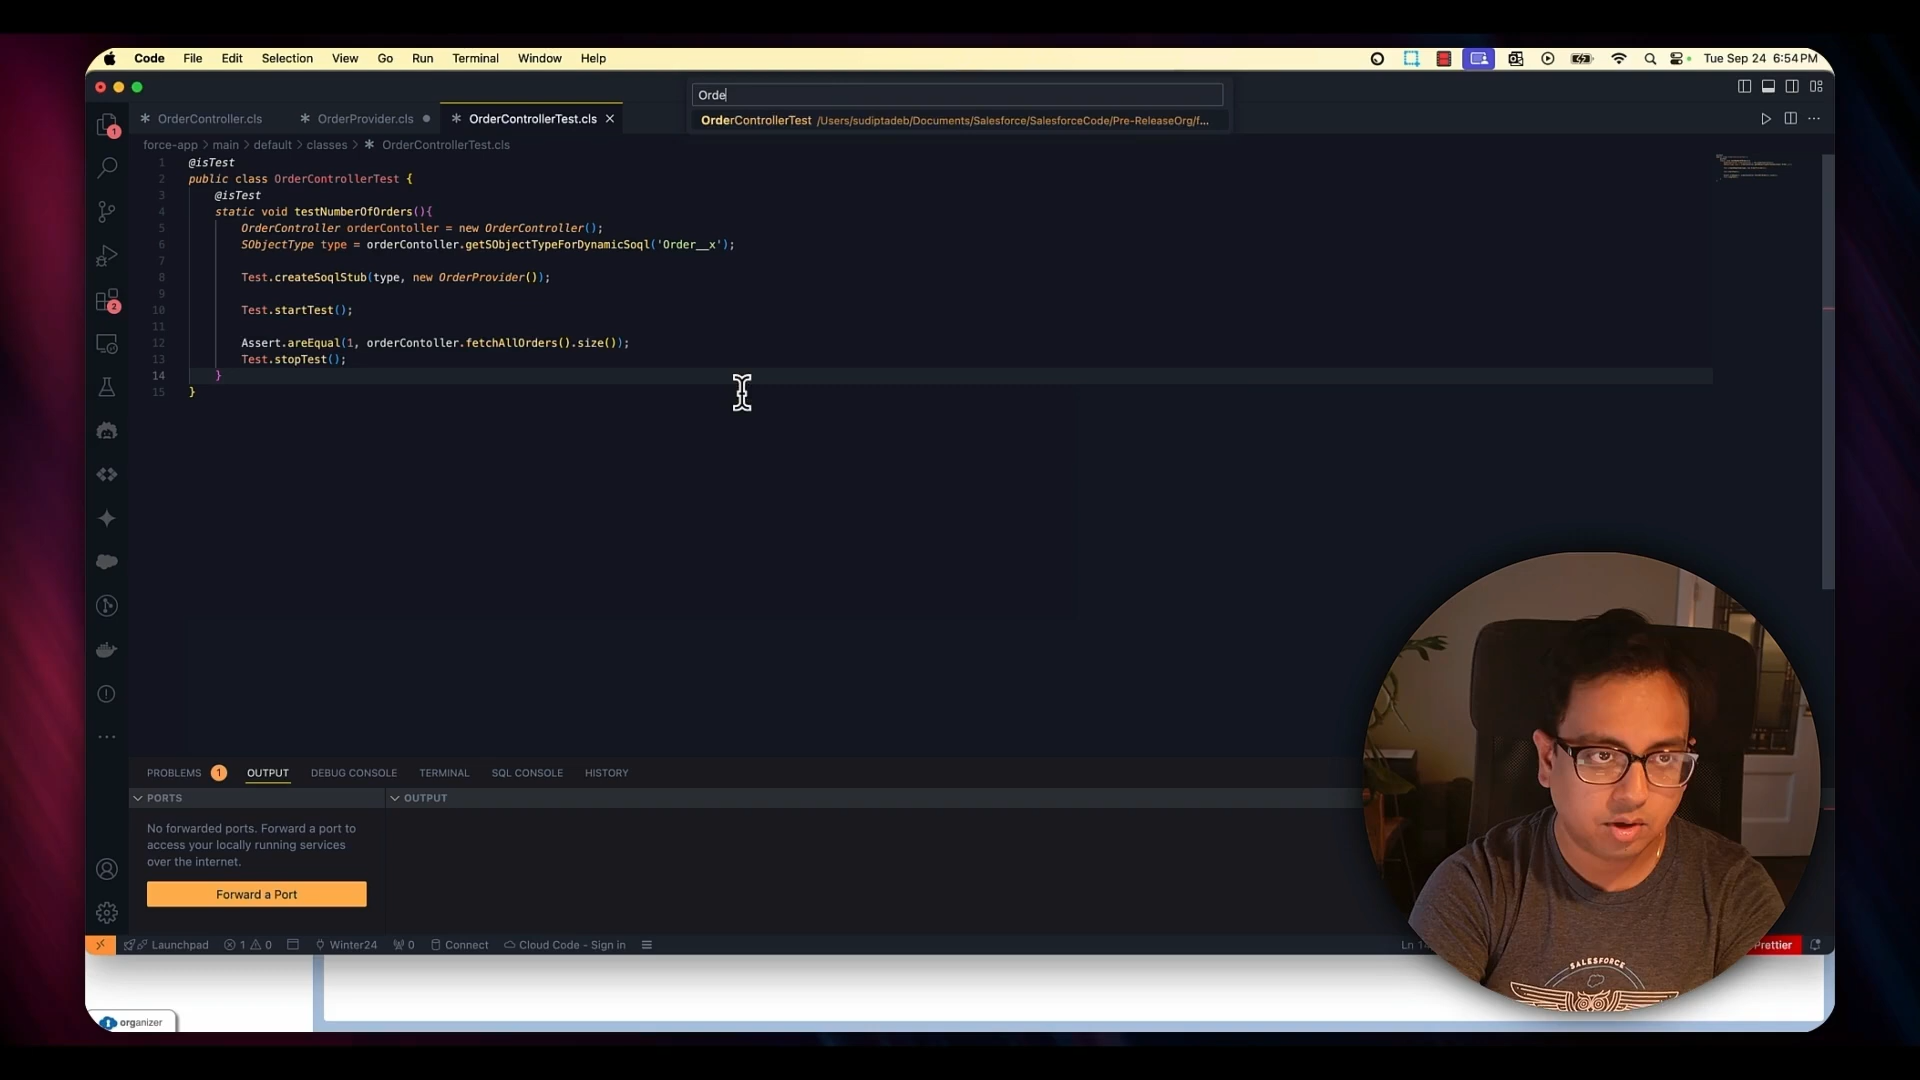 Code File Edit Selection View Go Run Terminal Window Help Tue Sep 24 6:54 PM
Orde
OrderController.cls OrderProvider.cls OrderControllerTest.cls
OrderControllerTest /Users/sudiptadeb/Documents/Salesforce/SalesforceCode/Pre-ReleaseOrg/f...
force-app > main > default > classes > OrderControllerTest.cls
1 @isTest
2 public class OrderControllerTest {
3 @isTest
4 static void testNumberOfOrders(){
5 OrderController orderContoller = new OrderController();
6 SObjectType type = orderContoller.getSObjectTypeForDynamicSoql('Order__x');
7
8 Test.createSoqlStub(type, new OrderProvider());
9
10 Test.startTest();
11
12 Assert.areEqual(1, orderContoller.fetchAllOrders().size());
13 Test.stopTest();
14 }
15 }
1
2
PROBLEMS 1 OUTPUT DEBUG CONSOLE TERMINAL SQL CONSOLE HISTORY
PORTS OUTPUT
No forwarded ports. Forward a port to
access your locally running services
over the internet.
Forward a Port
Launchpad 1 0 Winter24 0 Connect Cloud Code - Sign in Prettier
SALESFORCE
organizer